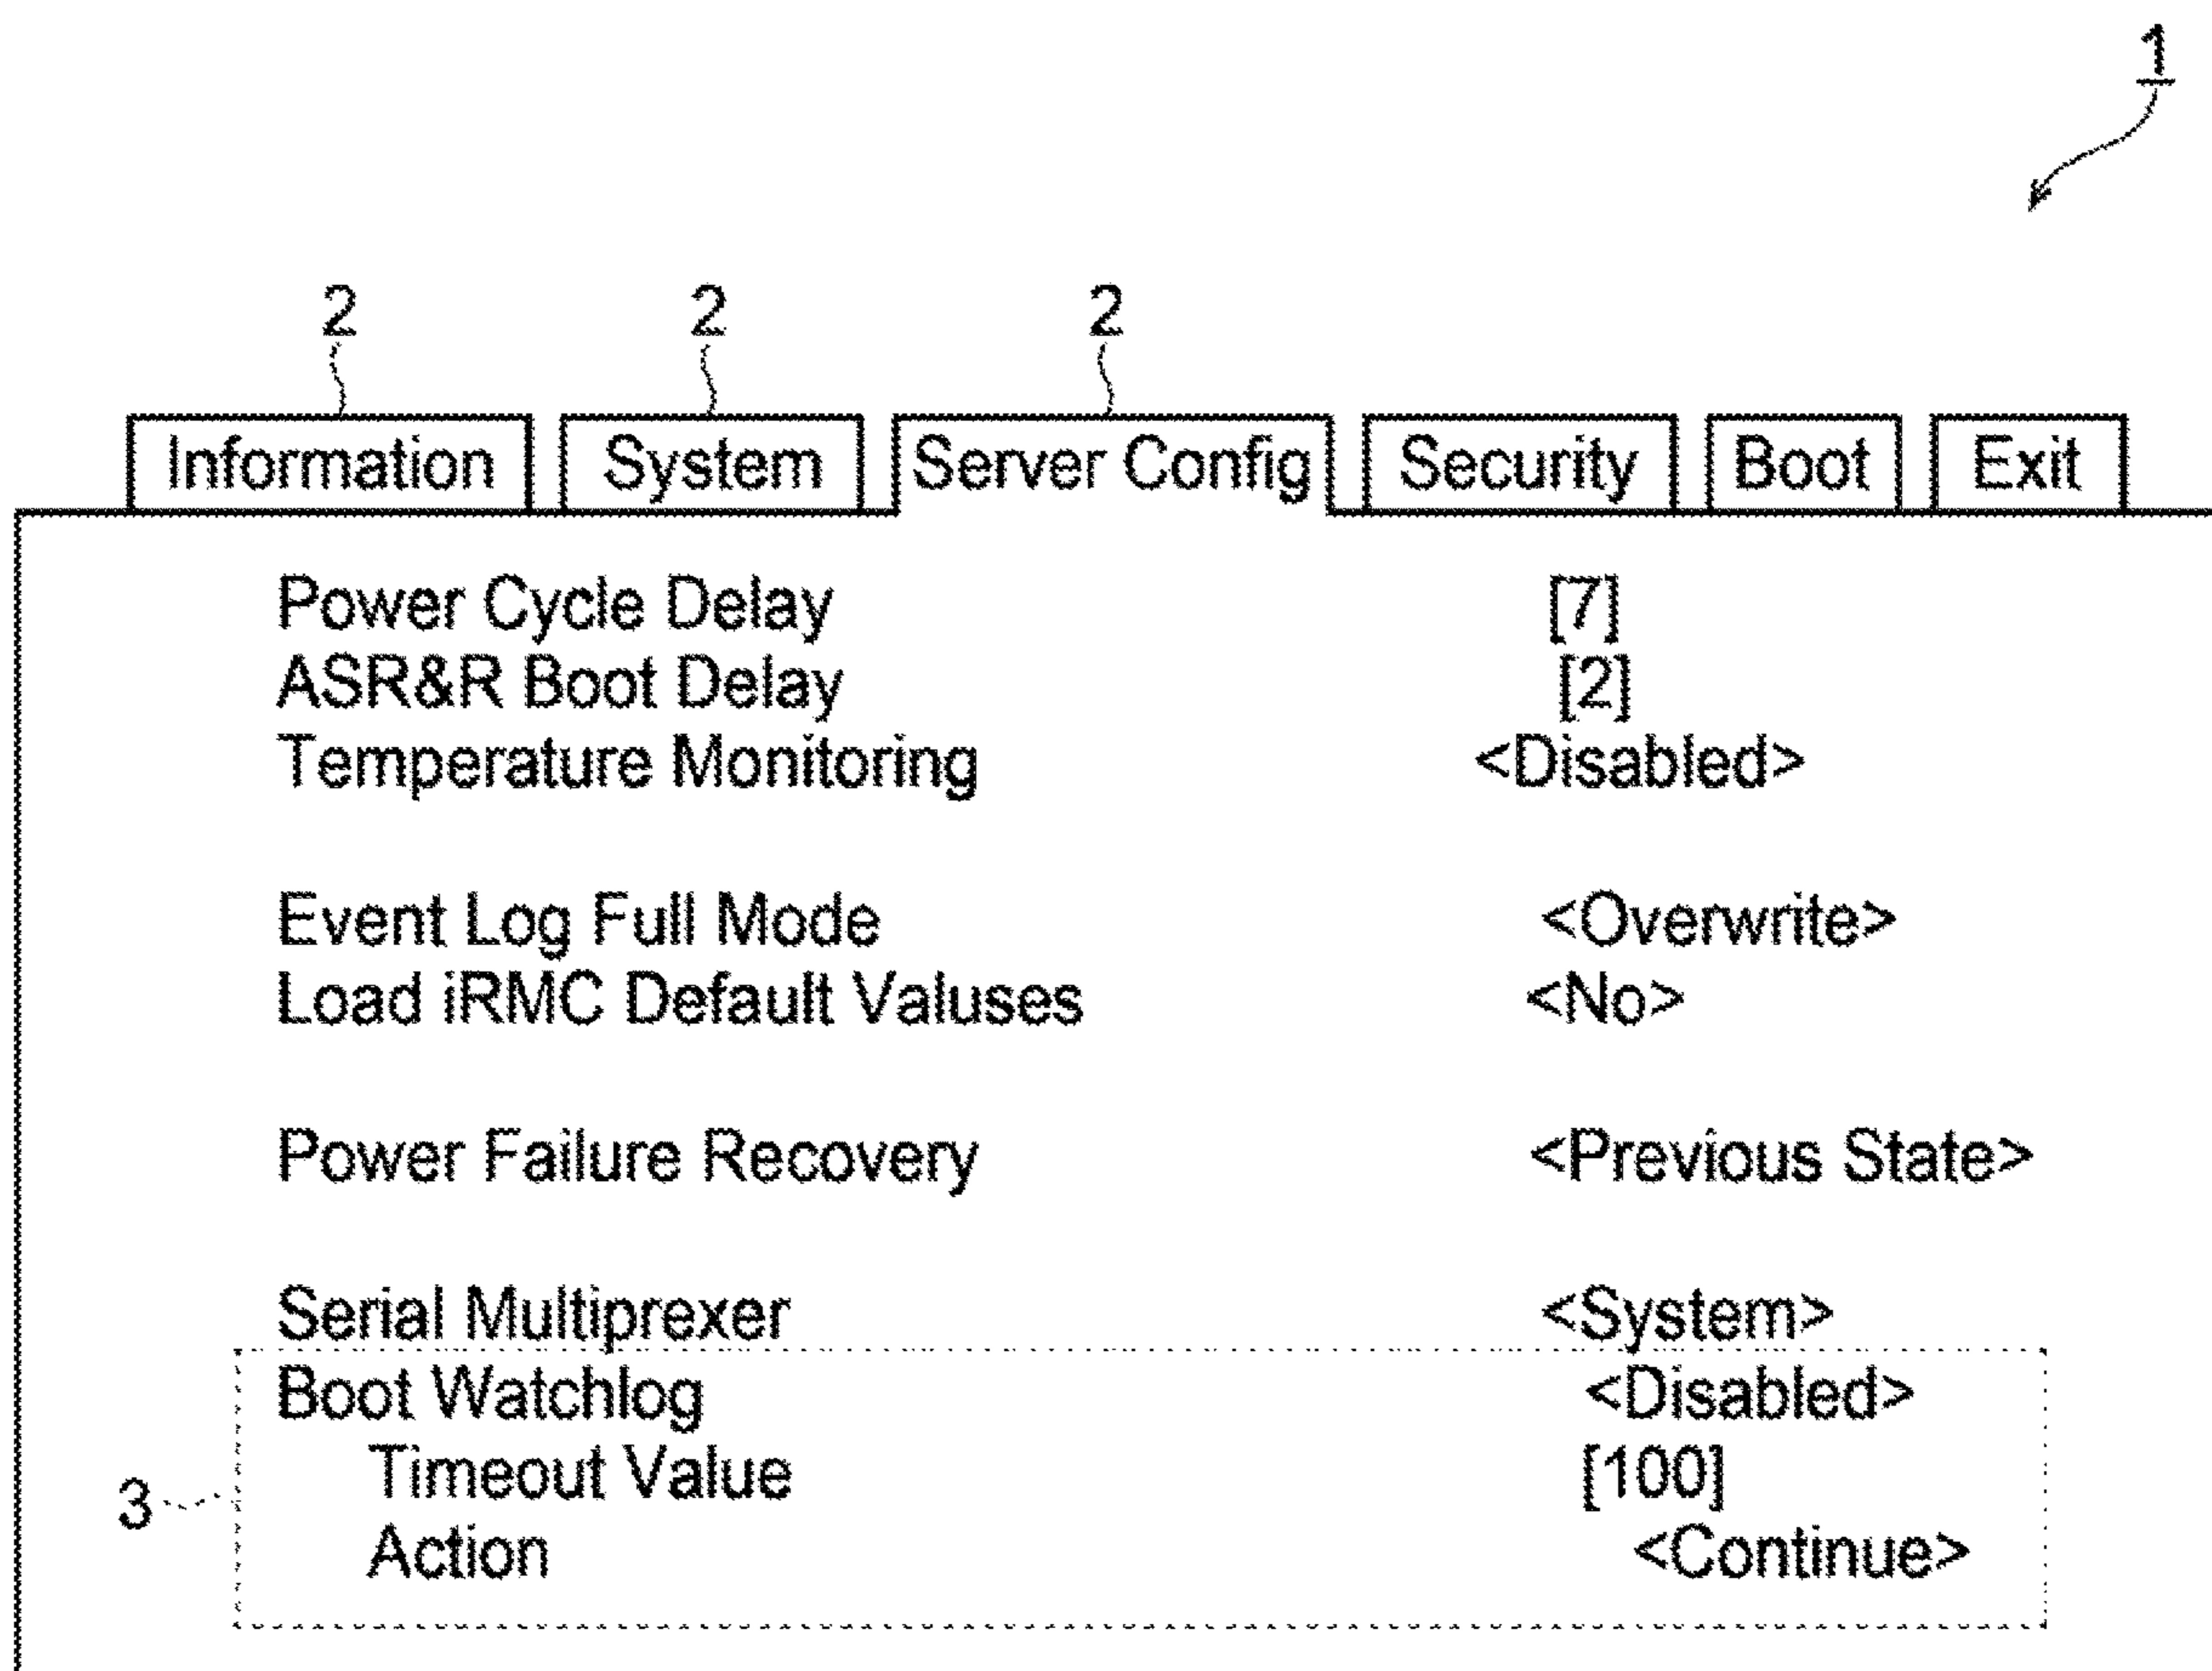 1
2 2 2
Information System Server Config Security Boot Exit
Power Cycle Delay [7]
ASR&R Boot Delay [2]
Temperature Monitoring <Disabled>
Event Log Full Mode <Overwrite>
Load iRMC Default Valuses <No>
Power Failure Recovery <Previous State>
Serial Multiprexer <System>
Boot Watchlog <Disabled>
Timeout Value [100]
3
Action <Continue>